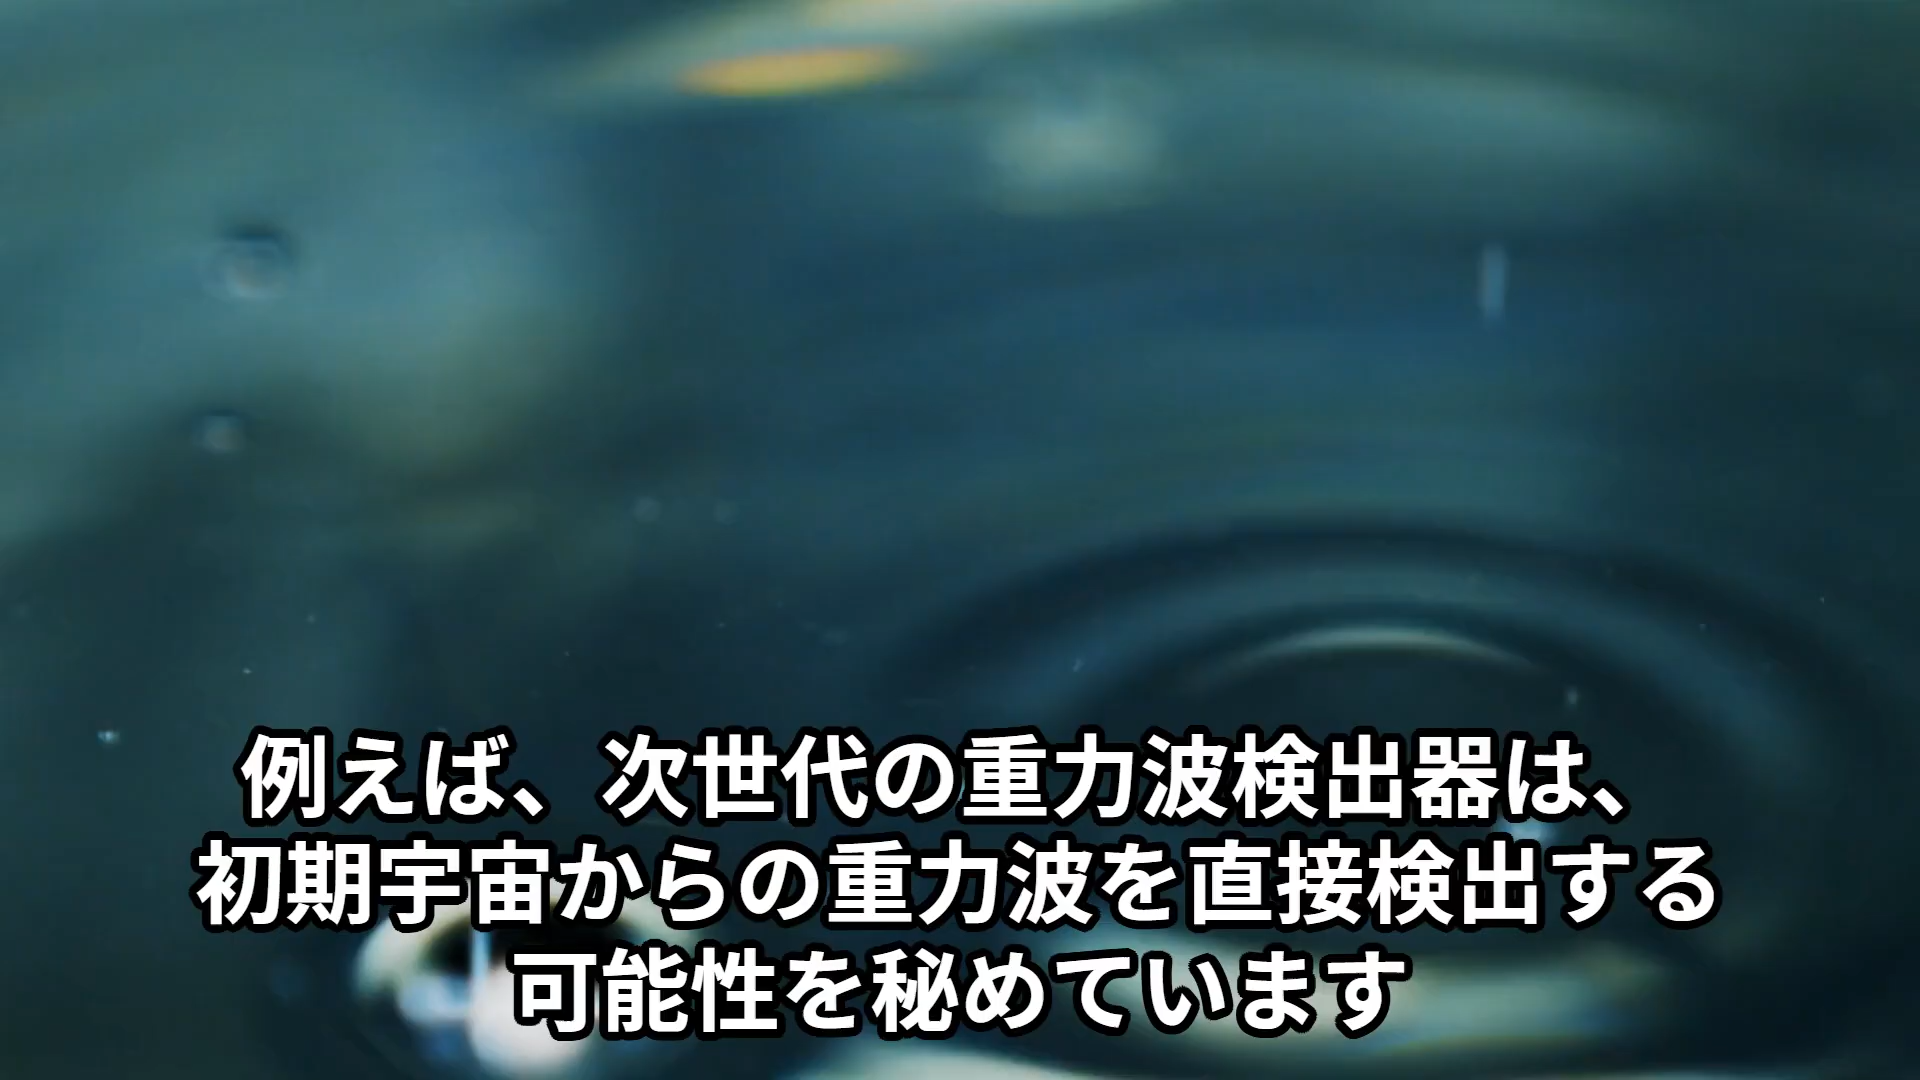 例えば、次世代の重力波検出器は、
初期宇宙からの重力波を直接検出する
可能性を秘めています